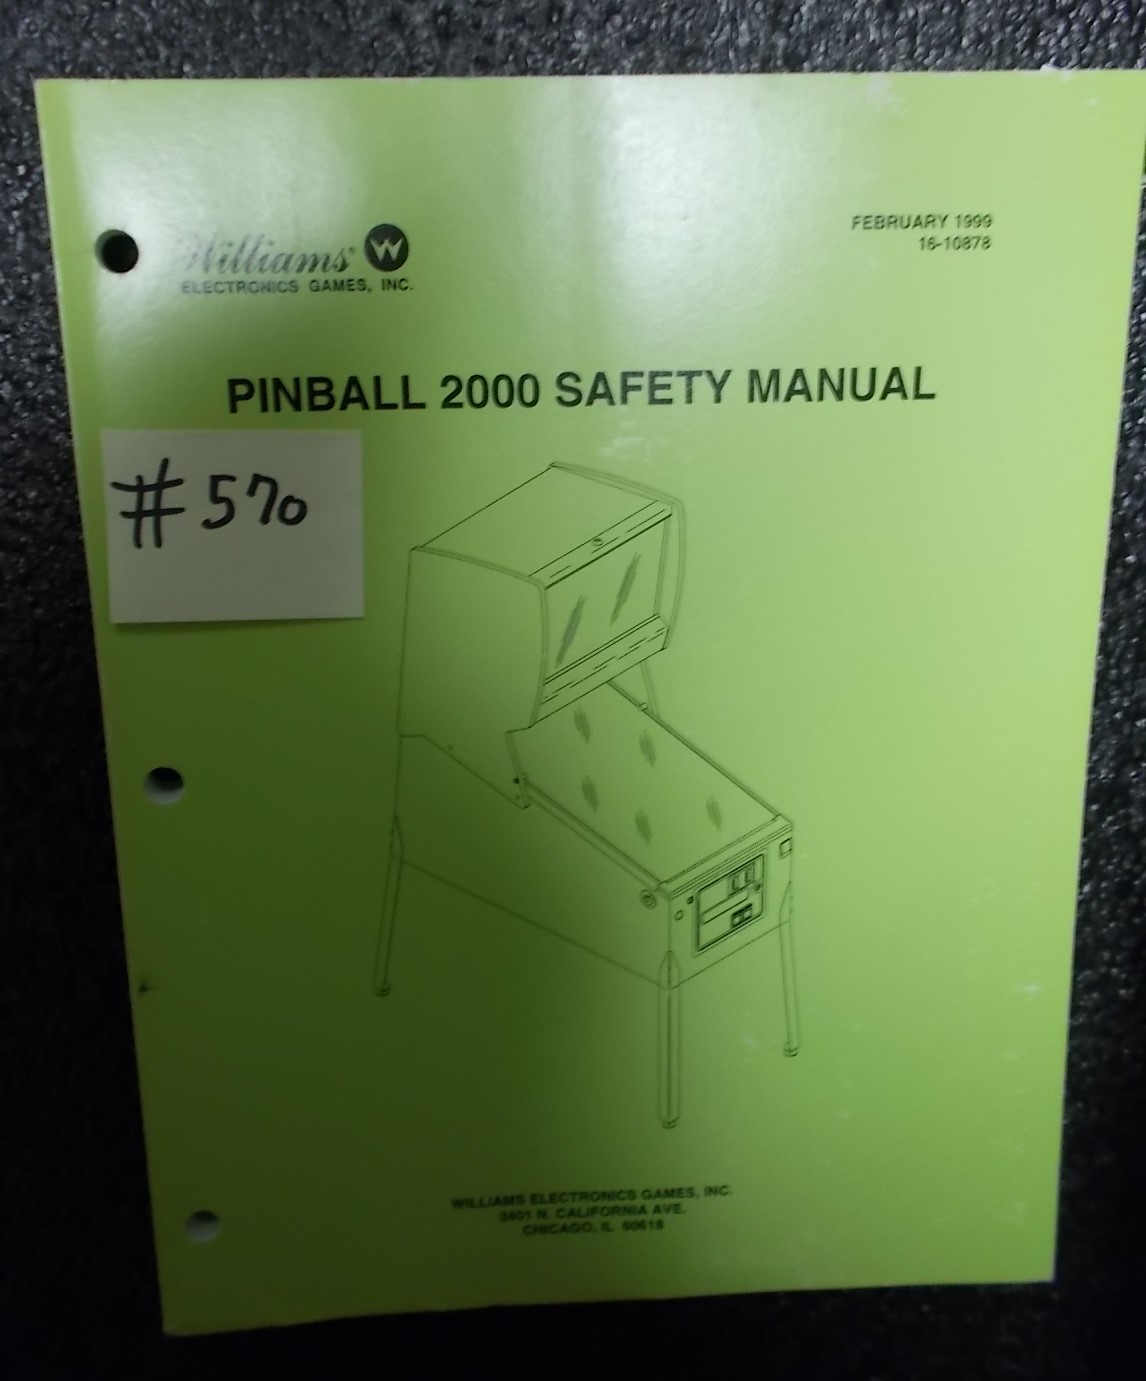 FEBRUARY 1999
16-10878
Williams® W
ELECTRONICS GAMES, INC.
PINBALL 2000 SAFETY MANUAL
#570
WILLIAMS ELECTRONICS GAMES, INC.
3401 N. CALIFORNIA AVE.
CHICAGO, IL 60618